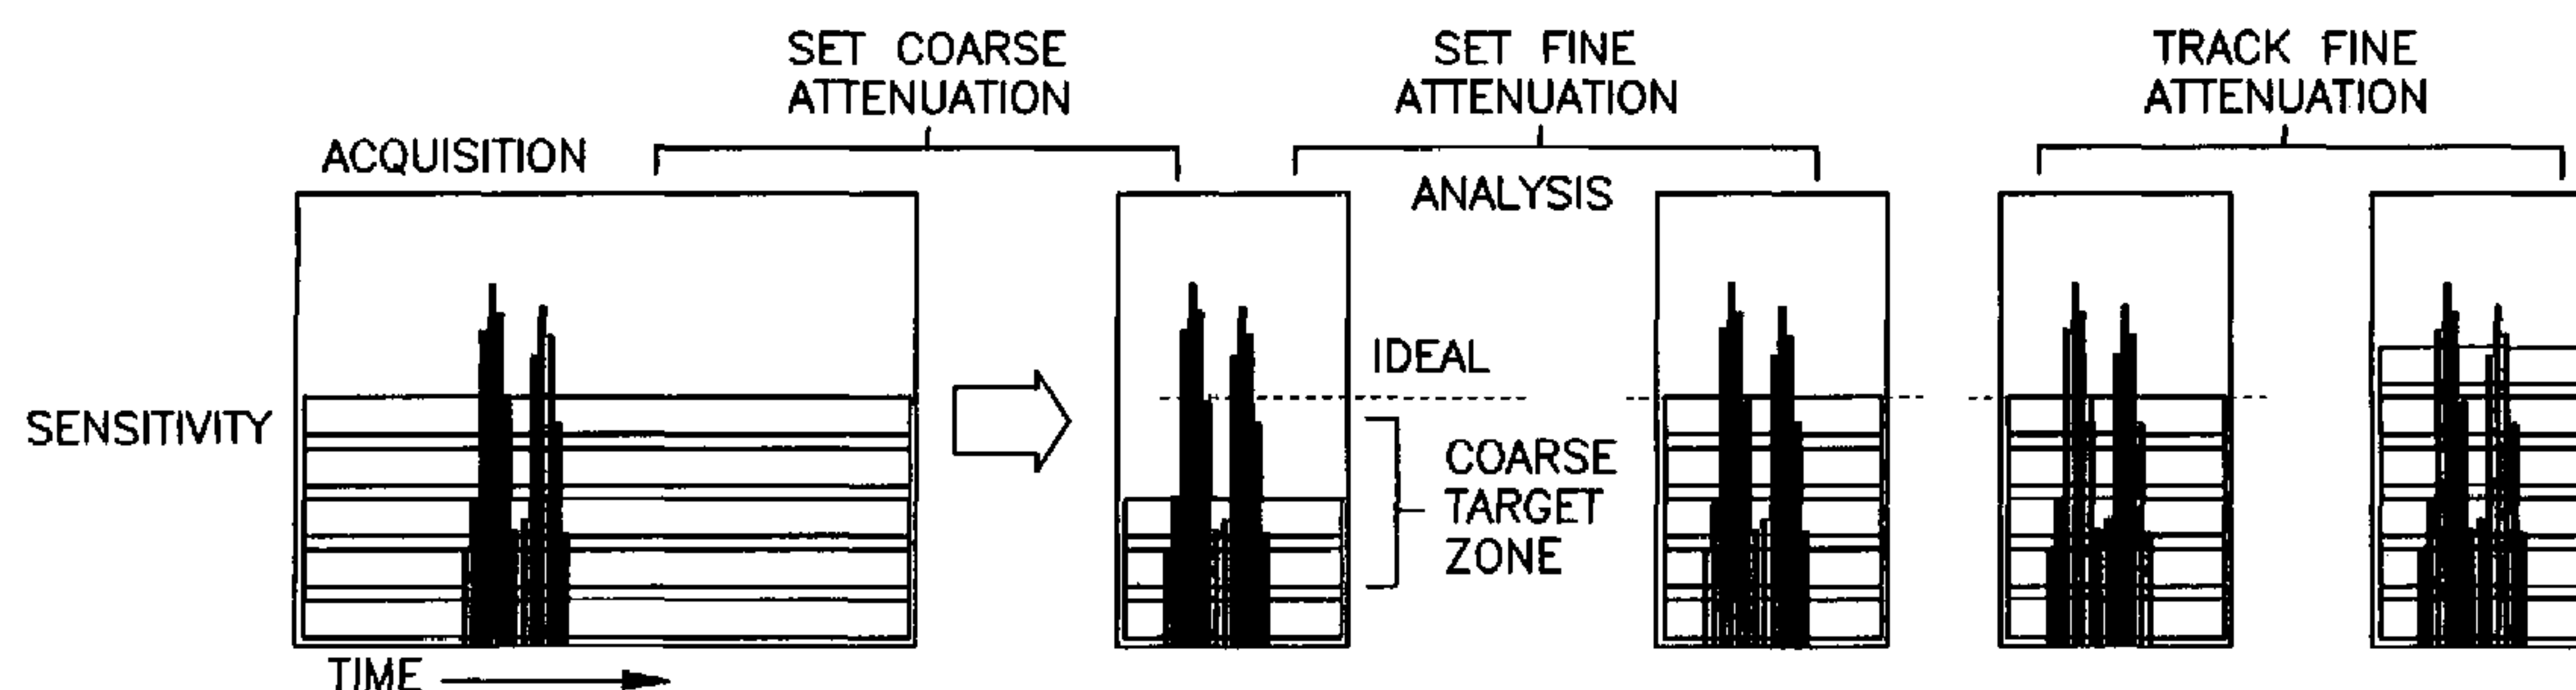 SET COARSE
ATTENUATION
SET FINE
ATTENUATION
TRACK FINE
ATTENUATION
ACQUISITION
ANALYSIS
IDEAL
SENSITIVITY
COARSE
TARGET
ZONE
TIME